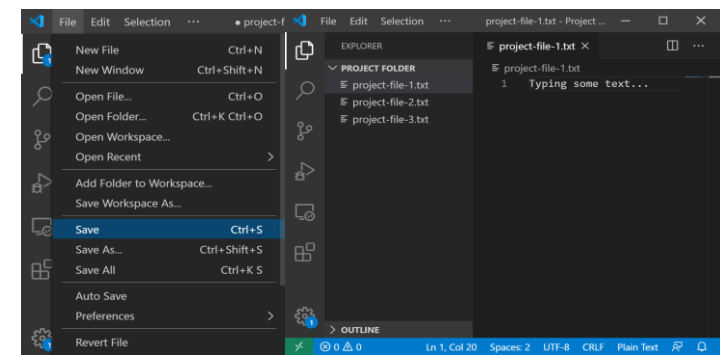 File Edit Selection ··· ● project-f
New File Ctrl+N
New Window Ctrl+Shift+N
Open File... Ctrl+O
Open Folder... Ctrl+K Ctrl+O
Open Workspace...
Open Recent >
Add Folder to Workspace...
Save Workspace As...
Save Ctrl+S
Save As... Ctrl+Shift+S
Save All Ctrl+K S
Auto Save
Preferences >
Revert File
1
1
File Edit Selection ··· project-file-1.txt - Project ...
EXPLORER
PROJECT FOLDER
project-file-1.txt
project-file-2.txt
project-file-3.txt
OUTLINE
1
project-file-1.txt
project-file-1.txt
1 Typing some text...
0 0 Ln 1, Col 20 Spaces: 2 UTF-8 CRLF Plain Text